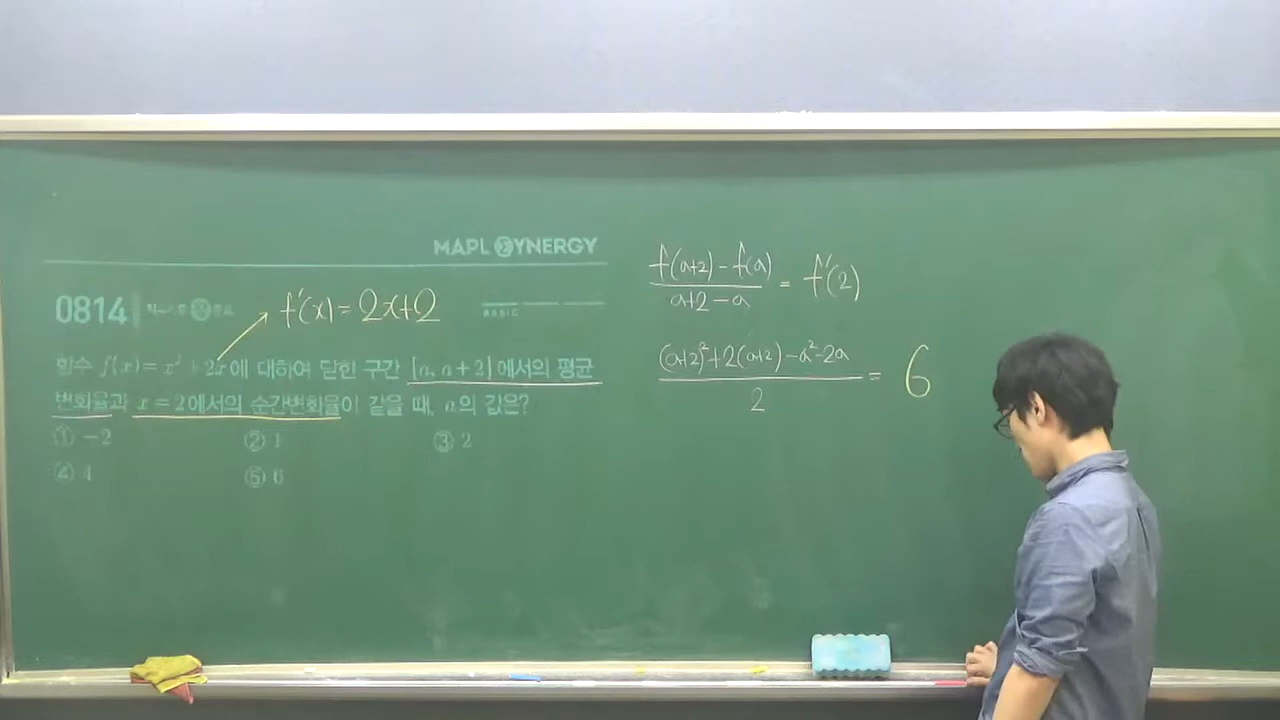 MAPL SYNERGY
0814
f'(x)=2x+2
BASIC
함수 f(x)=x²+2x에 대하여 닫힌 구간 [a, a+2]에서의 평균
변화율과 x=2에서의 순간변화율이 같을 때, a의 값은?
① -2 ② 1 ③ 2
④ 4 ⑤ 6
f(a+2)-f(a) / a+2-a = f'(2)
(a+2)²+2(a+2)-a²-2a / 2 = 6